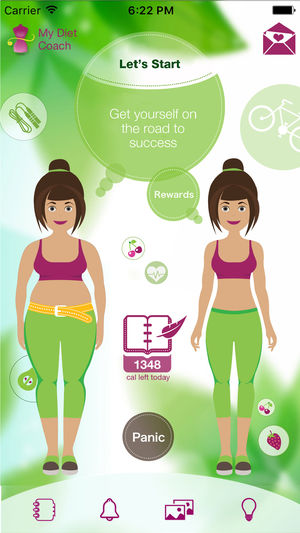 Carrier 6:22 PM
My Diet
Coach
Let's Start
Get yourself on
the road to
success
Rewards
1348
cal left today
Panic